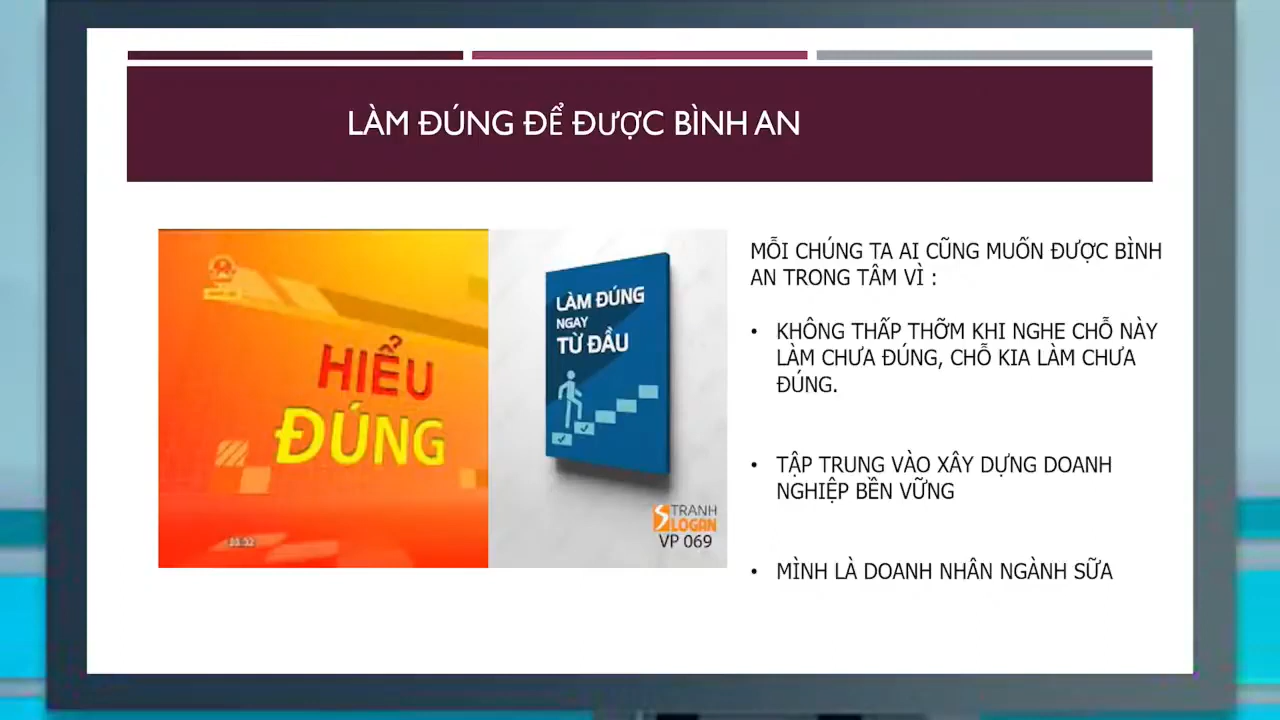 LÀM ĐÚNG ĐỂ ĐƯỢC BÌNH AN
HIỂU
ĐÚNG
LÀM ĐÚNG
NGAY
TỪ ĐẦU
TRANH
SLOGAN
VP 069
MỖI CHÚNG TA AI CŨNG MUỐN ĐƯỢC BÌNH
AN TRONG TÂM VÌ :
• KHÔNG THẤP THỠM KHI NGHE CHỖ NÀY
LÀM CHƯA ĐÚNG, CHỖ KIA LÀM CHƯA
ĐÚNG.
• TẬP TRUNG VÀO XÂY DỰNG DOANH
NGHIỆP BỀN VỮNG
• MÌNH LÀ DOANH NHÂN NGÀNH SỮA